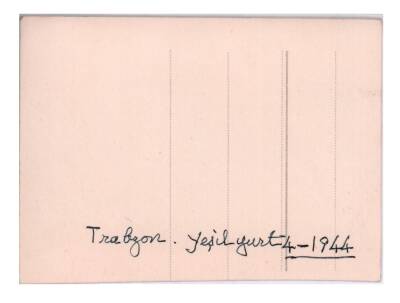 Trabzon. Yeşilyurt 4-1944